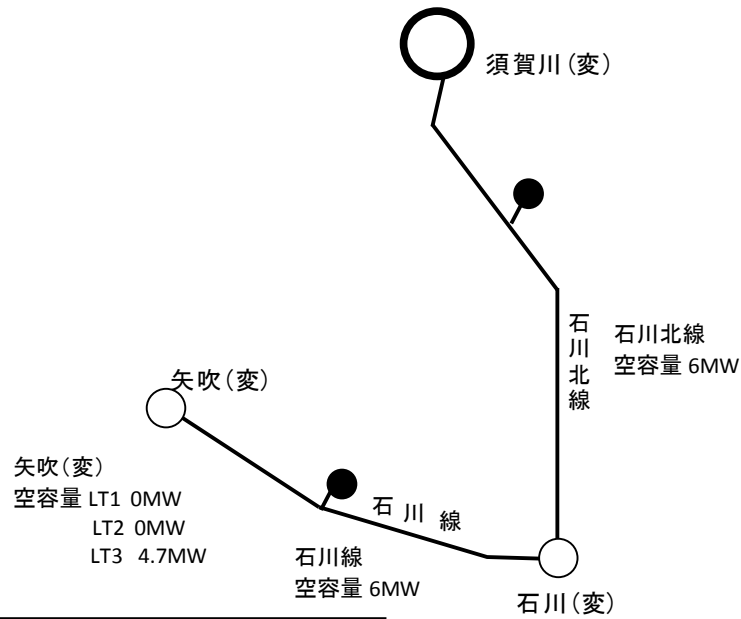 須賀川(変)
石川北線
石川北線
空容量 6MW
矢吹(変)
矢吹(変)
空容量 LT1 0MW
LT2 0MW
LT3 4.7MW
石川線
石川線
空容量 6MW
石川(変)